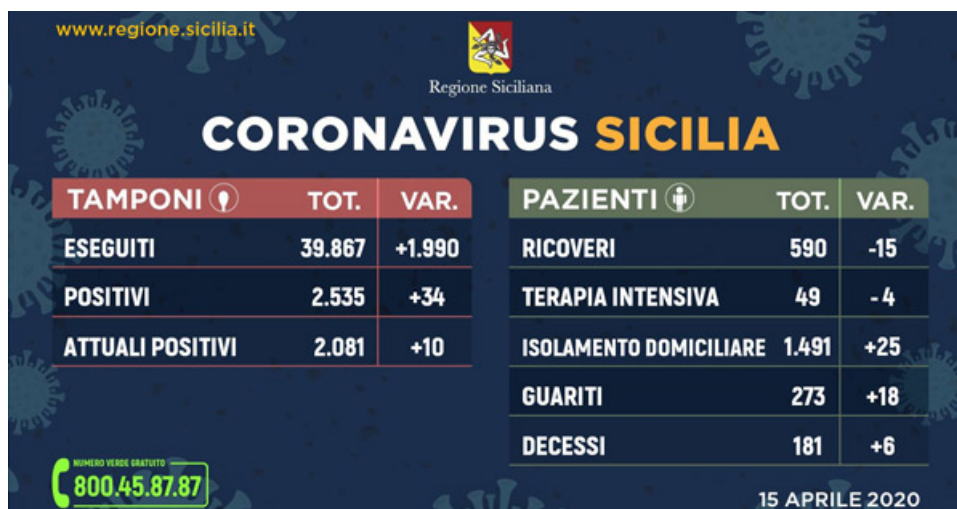 www.regione.sicilia.it
Regione Siciliana
CORONAVIRUS SICILIA
TAMPONI TOT. VAR.
ESEGUITI 39.867 +1.990
POSITIVI 2.535 +34
ATTUALI POSITIVI 2.081 +10
PAZIENTI TOT. VAR.
RICOVERI 590 -15
TERAPIA INTENSIVA 49 - 4
ISOLAMENTO DOMICILIARE 1.491 +25
GUARITI 273 +18
DECESSI 181 +6
NUMERO VERDE GRATUITO
800.45.87.87
15 APRILE 2020